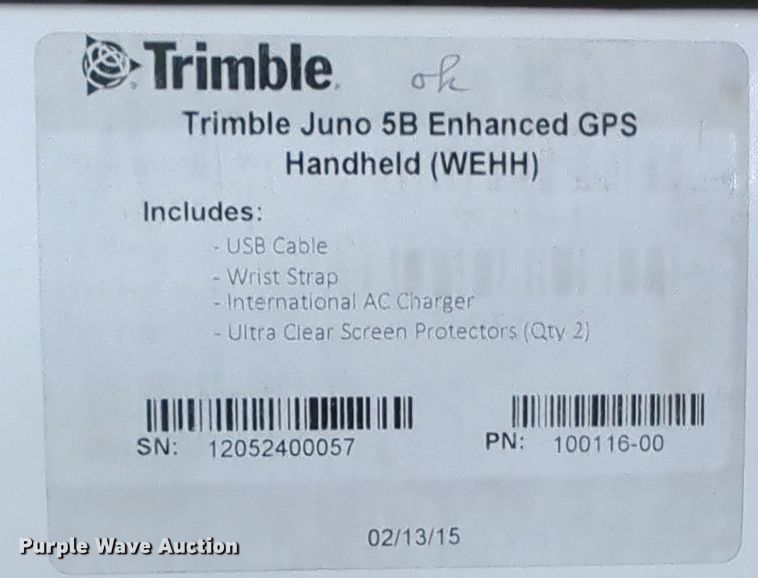 Trimble.
ok
Trimble Juno 5B Enhanced GPS
Handheld (WEHH)
Includes:
- USB Cable
- Wrist Strap
- International AC Charger
- Ultra Clear Screen Protectors (Qty 2)
SN: 12052400057
PN: 100116-00
02/13/15
Purple Wave Auction